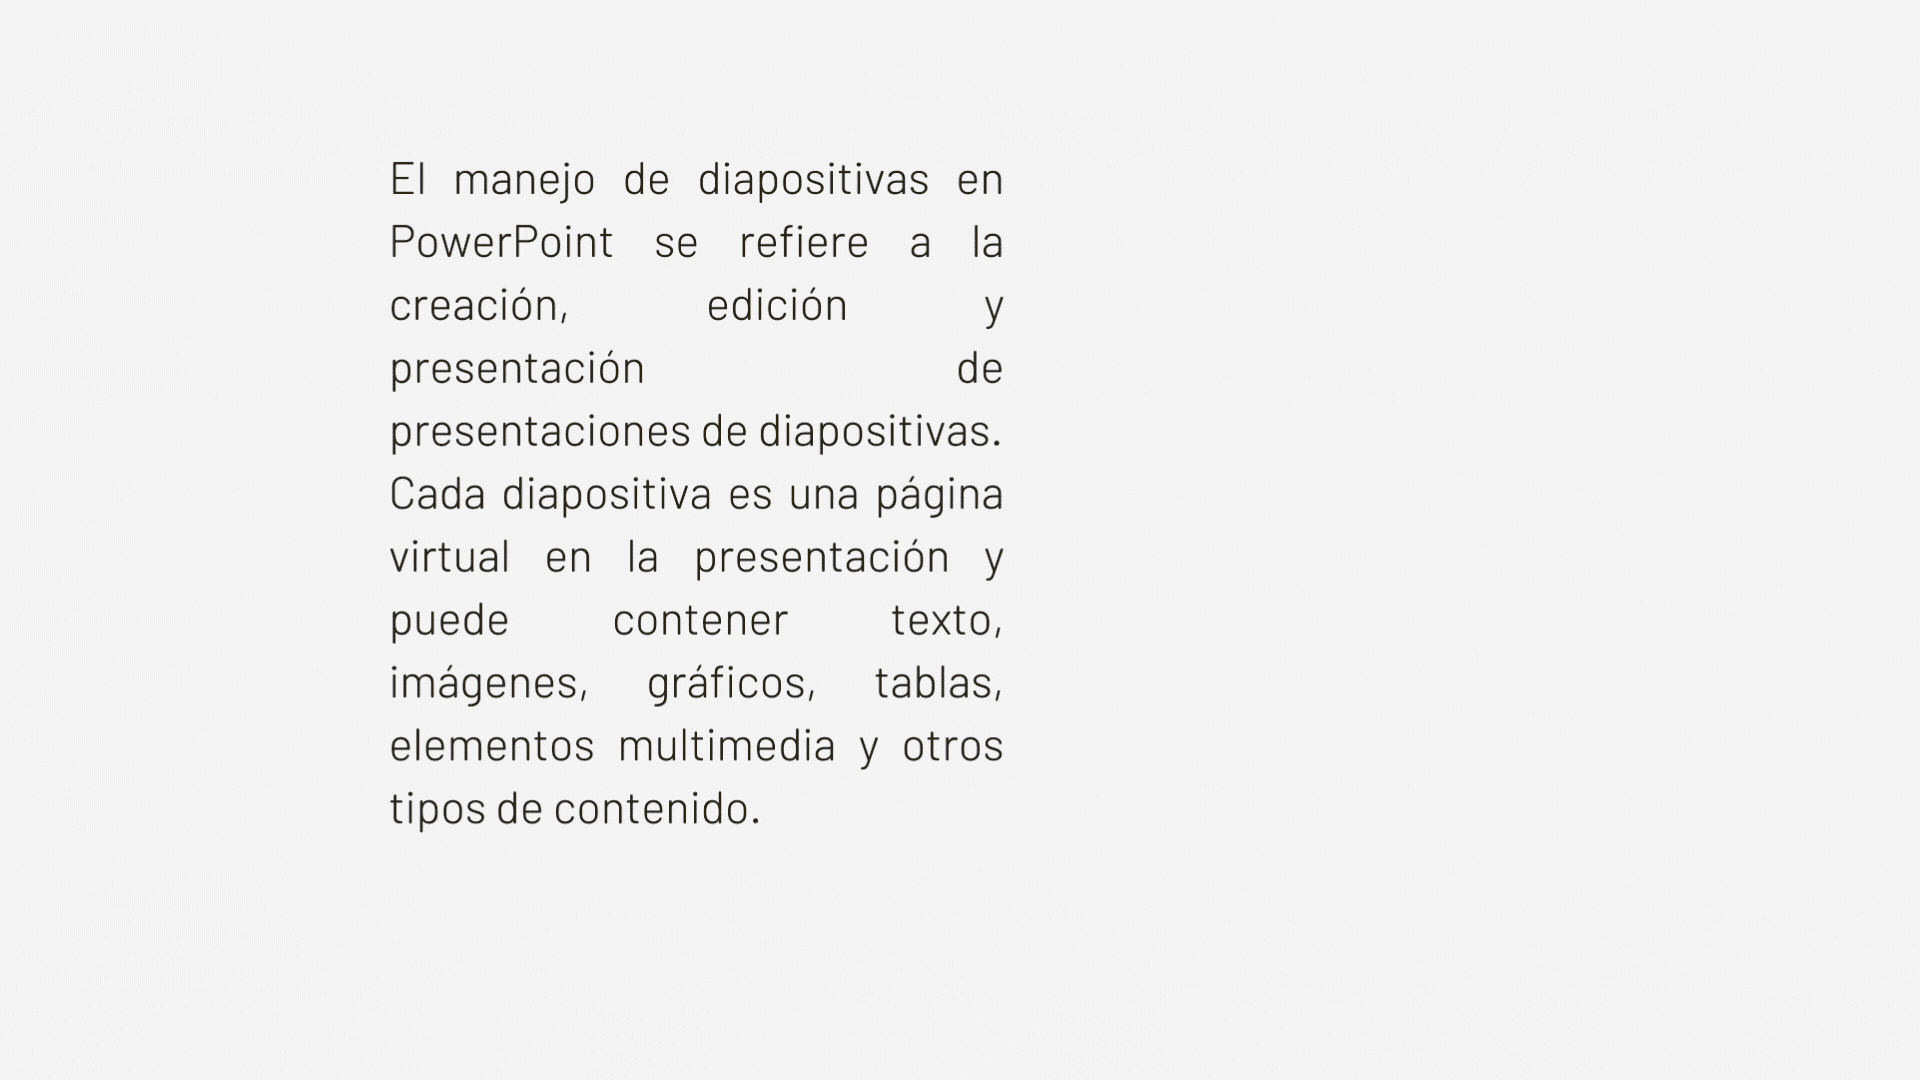 El manejo de diapositivas en
PowerPoint se refiere a la
creación, edición y
presentación de
presentaciones de diapositivas.
Cada diapositiva es una página
virtual en la presentación y
puede contener texto,
imágenes, gráficos, tablas,
elementos multimedia y otros
tipos de contenido.